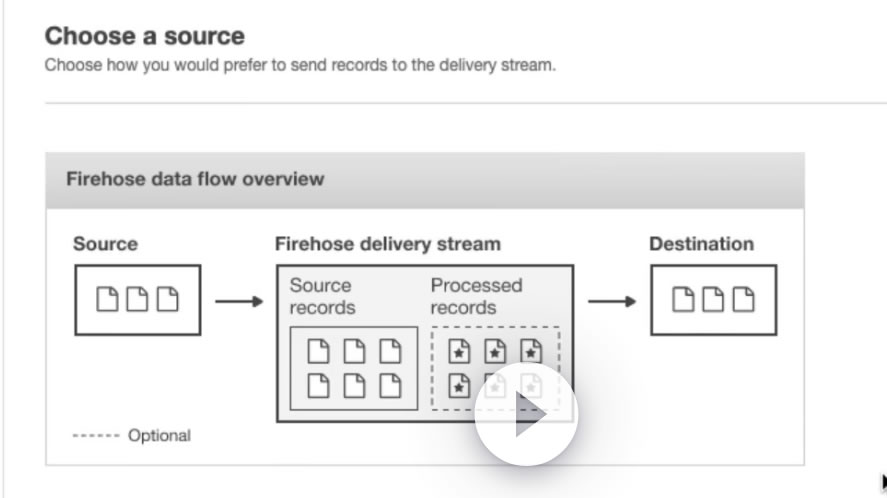 Choose a source
Choose how you would prefer to send records to the delivery stream.
Firehose data flow overview
Source
Firehose delivery stream
Destination
Source
records
Processed
records
Optional